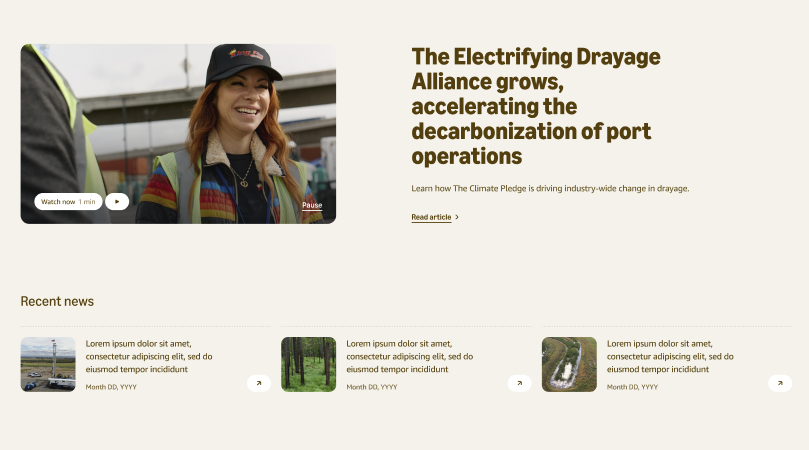 The Electrifying Drayage
Alliance grows,
accelerating the
decarbonization of port
operations
Learn how The Climate Pledge is driving industry-wide change in drayage.
Read article
Watch now 1 min
Pause
Recent news
Lorem ipsum dolor sit amet,
consectetur adipiscing elit, sed do
eiusmod tempor incididunt
Month DD, YYYY
Lorem ipsum dolor sit amet,
consectetur adipiscing elit, sed do
eiusmod tempor incididunt
Month DD, YYYY
Lorem ipsum dolor sit amet,
consectetur adipiscing elit, sed do
eiusmod tempor incididunt
Month DD, YYYY